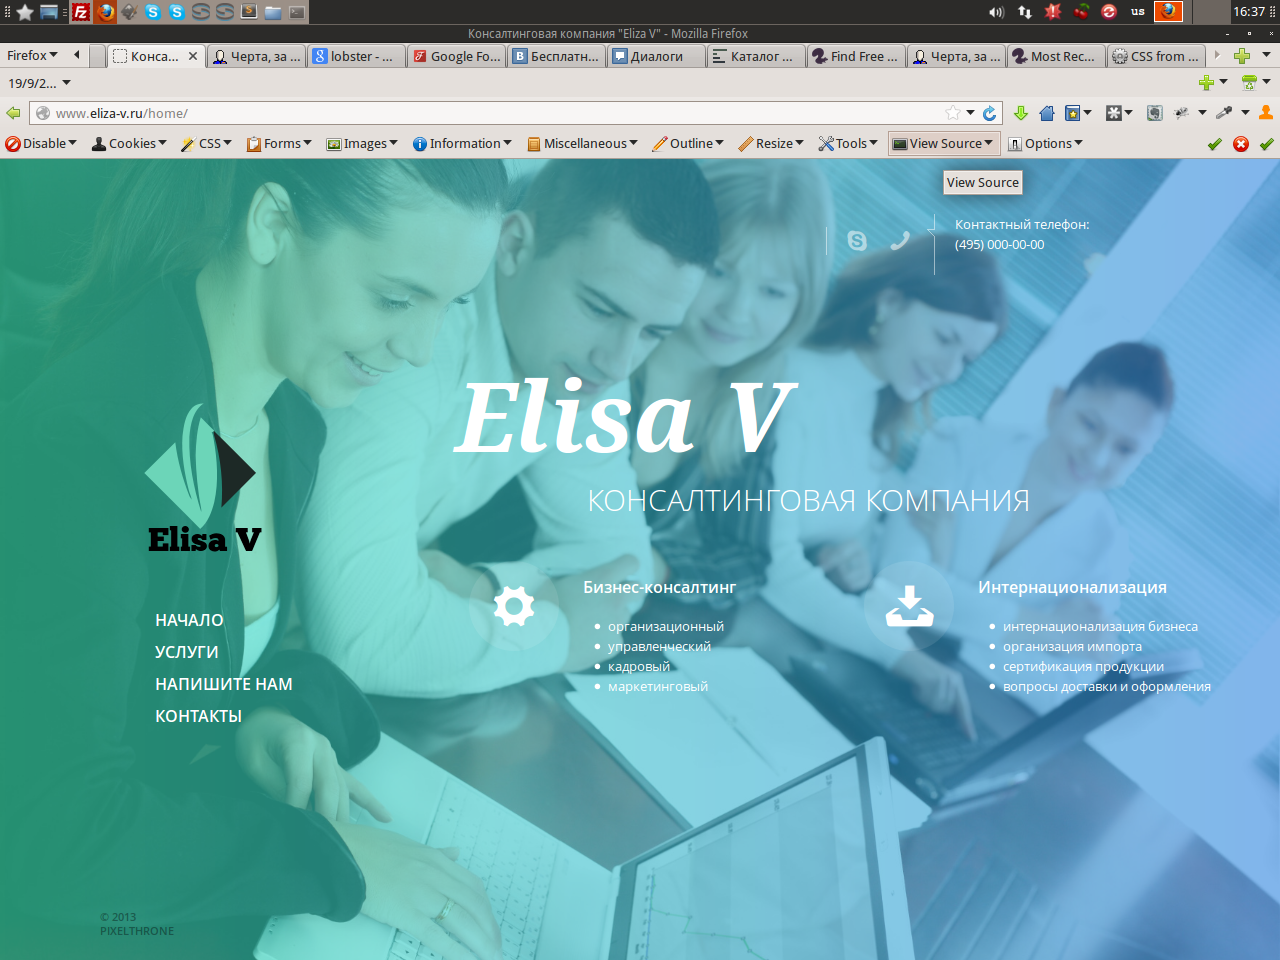 us
16:37
Консалтинговая компания "Eliza V" - Mozilla Firefox
Firefox
Конса...
Черта, за ...
lobster - ...
Google Fo...
Бесплатн...
Диалоги
Каталог ...
Find Free ...
Черта, за ...
Most Rec...
CSS from ...
19/9/2...
www.eliza-v.ru/home/
Disable
Cookies
CSS
Forms
Images
Information
Miscellaneous
Outline
Resize
Tools
View Source
Options
View Source
Контактный телефон:
(495) 000-00-00
Elisa V
КОНСАЛТИНГОВАЯ КОМПАНИЯ
Elisa V
НАЧАЛО
УСЛУГИ
НАПИШИТЕ НАМ
КОНТАКТЫ
Бизнес-консалтинг
организационный
управленческий
кадровый
маркетинговый
Интернационализация
интернационализация бизнеса
организация импорта
сертификация продукции
вопросы доставки и оформления
© 2013
PIXELTHRONE